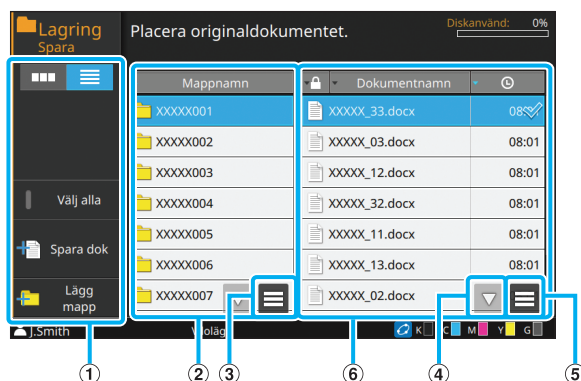 Lagring
Spara
Placera originaldokumentet.
Diskanvänd: 0%
Mappnamn
Dokumentnamn
XXXXX001
XXXXX_33.docx
XXXXX002
XXXXX_03.docx 08:01
XXXXX003
XXXXX_12.docx 08:01
Välj alla
XXXXX004
XXXXX_32.docx 08:01
XXXXX005
XXXXX_11.docx 08:01
Spara dok
XXXXX006
XXXXX_13.docx 08:01
Lägg
mapp
XXXXX007
XXXXX_02.docx
J.Smith
K C M Y G
1 2 3 6 4 5